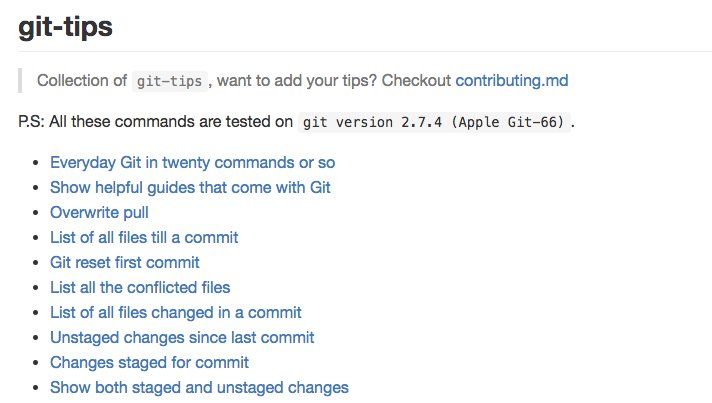 git-tips
Collection of git-tips, want to add your tips? Checkout contributing.md
P.S: All these commands are tested on git version 2.7.4 (Apple Git-66).
Everyday Git in twenty commands or so
Show helpful guides that come with Git
Overwrite pull
List of all files till a commit
Git reset first commit
List all the conflicted files
List of all files changed in a commit
Unstaged changes since last commit
Changes staged for commit
Show both staged and unstaged changes